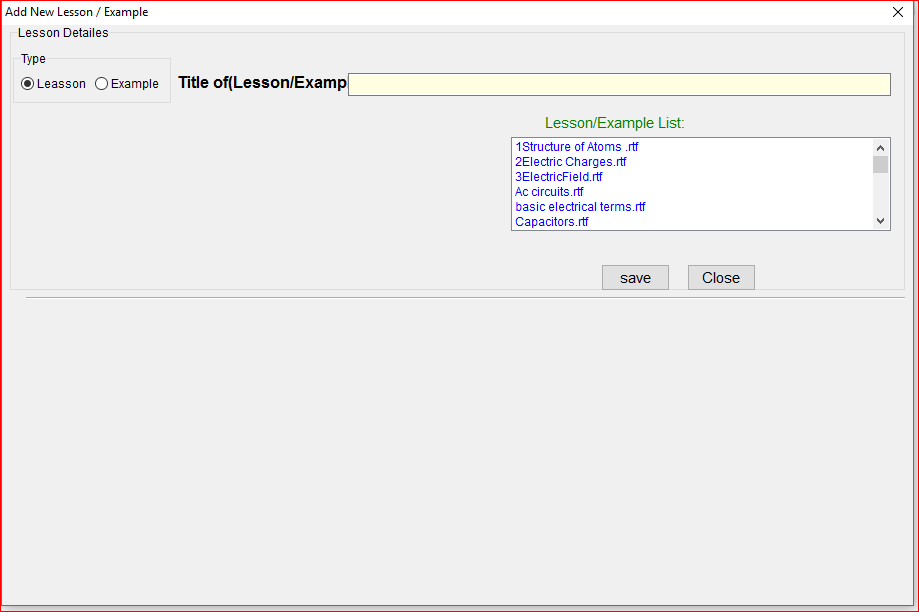 Add New Lesson / Example
Lesson Detailes
Type
Leasson Example
Title of(Lesson/Examp
Lesson/Example List:
1Structure of Atoms .rtf
2Electric Charges.rtf
3ElectricField.rtf
Ac circuits.rtf
basic electrical terms.rtf
Capacitors.rtf
save Close